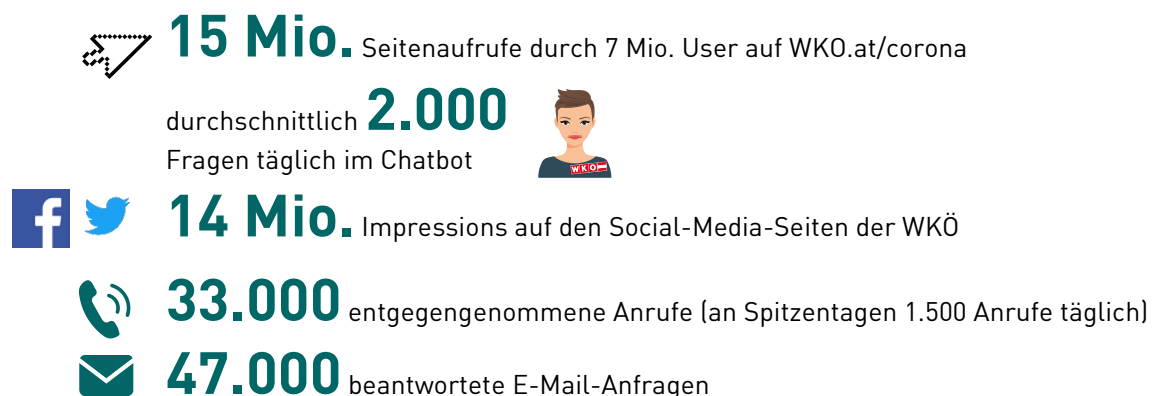 15 Mio. Seitenaufrufe durch 7 Mio. User auf WKO.at/corona
durchschnittlich 2.000
Fragen täglich im Chatbot
WKO
14 Mio. Impressions auf den Social-Media-Seiten der WKÖ
33.000 entgegengenommene Anrufe (an Spitzentagen 1.500 Anrufe täglich)
47.000 beantwortete E-Mail-Anfragen